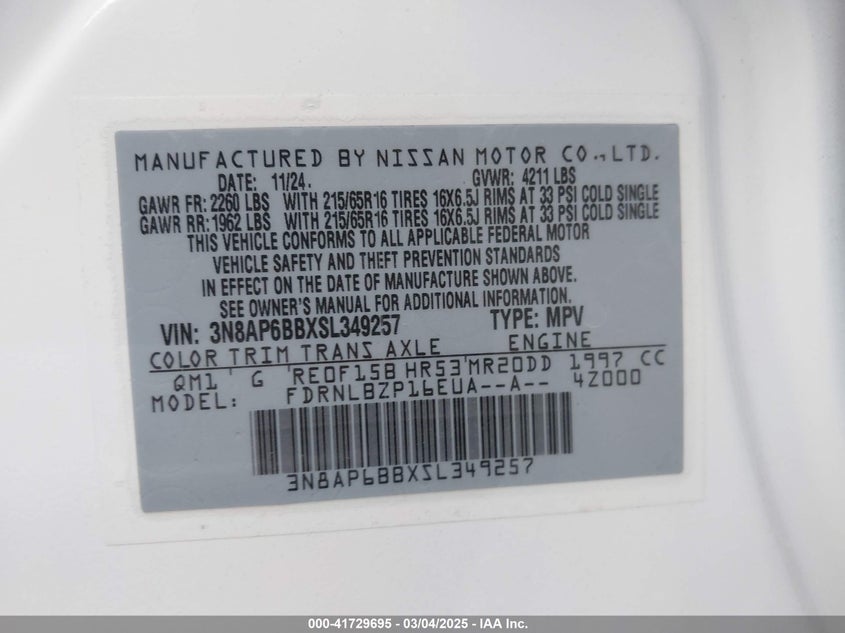 MANUFACTURED BY NISSAN MOTOR CO.,LTD.
DATE: 11/24. GVWR: 4211 LBS
GAWR FR: 2260 LBS WITH 215/65R16 TIRES 16X6.5J RIMS AT 33 PSI COLD SINGLE
GAWR RR: 1962 LBS WITH 215/65R16 TIRES 16X6.5J RIMS AT 33 PSI COLD SINGLE
THIS VEHICLE CONFORMS TO ALL APPLICABLE FEDERAL MOTOR
VEHICLE SAFETY AND THEFT PREVENTION STANDARDS
IN EFFECT ON THE DATE OF MANUFACTURE SHOWN ABOVE.
SEE OWNER'S MANUAL FOR ADDITIONAL INFORMATION.
VIN: 3N8AP6BBXSL349257 TYPE: MPV
COLOR TRIM TRANS AXLE ENGINE
QM1 G RE0F15B HR53 MR20DD 1997 CC
MODEL: FDRNLBZP16EUA--A-- 4Z000
3N8AP6BBXSL349257
000-41729695 - 03/04/2025 - IAA Inc.